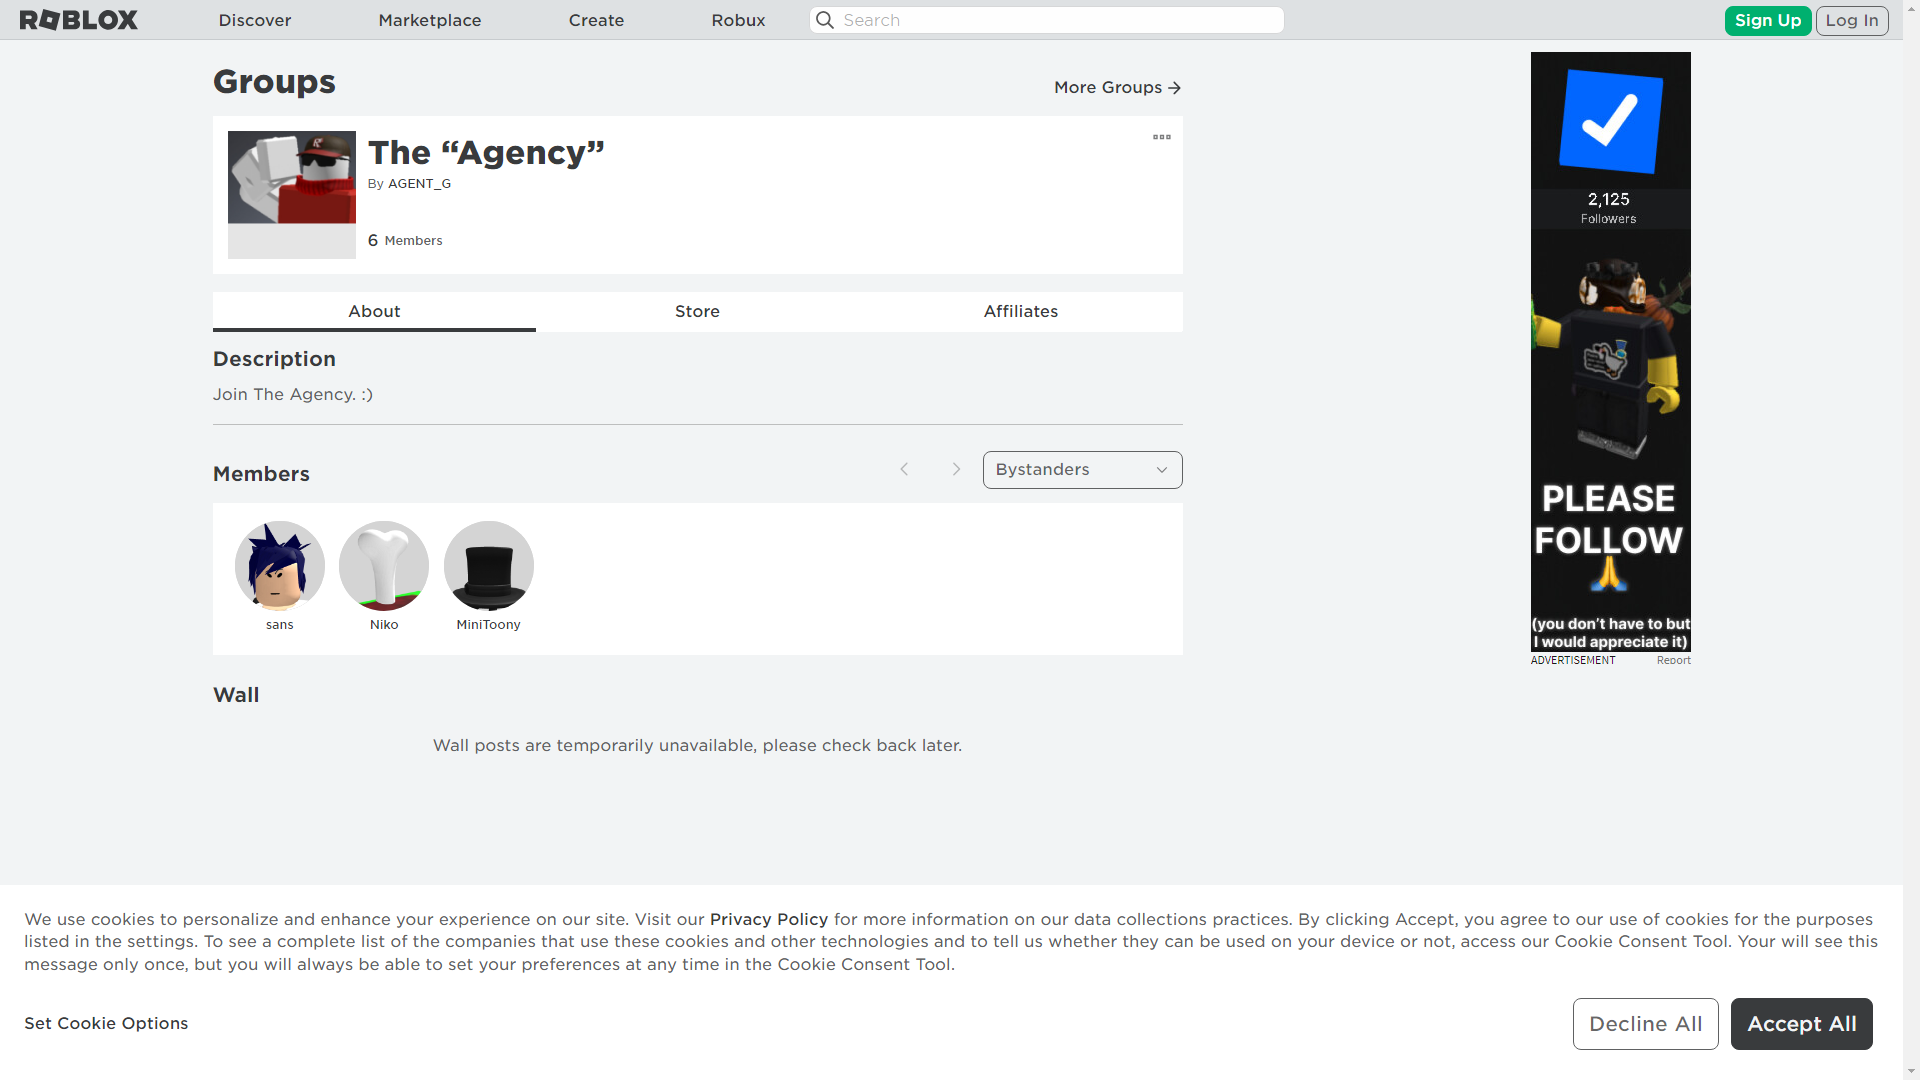 ROBLOX
Discover
Marketplace
Create
Robux
Search
Sign Up
Log In
Groups
More Groups
The “Agency”
By AGENT_G
6 Members
About
Store
Affiliates
Description
Join The Agency. :)
Members
Bystanders
sans
Niko
MiniToony
Wall
Wall posts are temporarily unavailable, please check back later.
2,125
Followers
PLEASE
FOLLOW
(you don’t have to but
I would appreciate it)
ADVERTISEMENT
Report
We use cookies to personalize and enhance your experience on our site. Visit our Privacy Policy for more information on our data collections practices. By clicking Accept, you agree to our use of cookies for the purposes
listed in the settings. To see a complete list of the companies that use these cookies and other technologies and to tell us whether they can be used on your device or not, access our Cookie Consent Tool. Your will see this
message only once, but you will always be able to set your preferences at any time in the Cookie Consent Tool.
Set Cookie Options
Decline All
Accept All